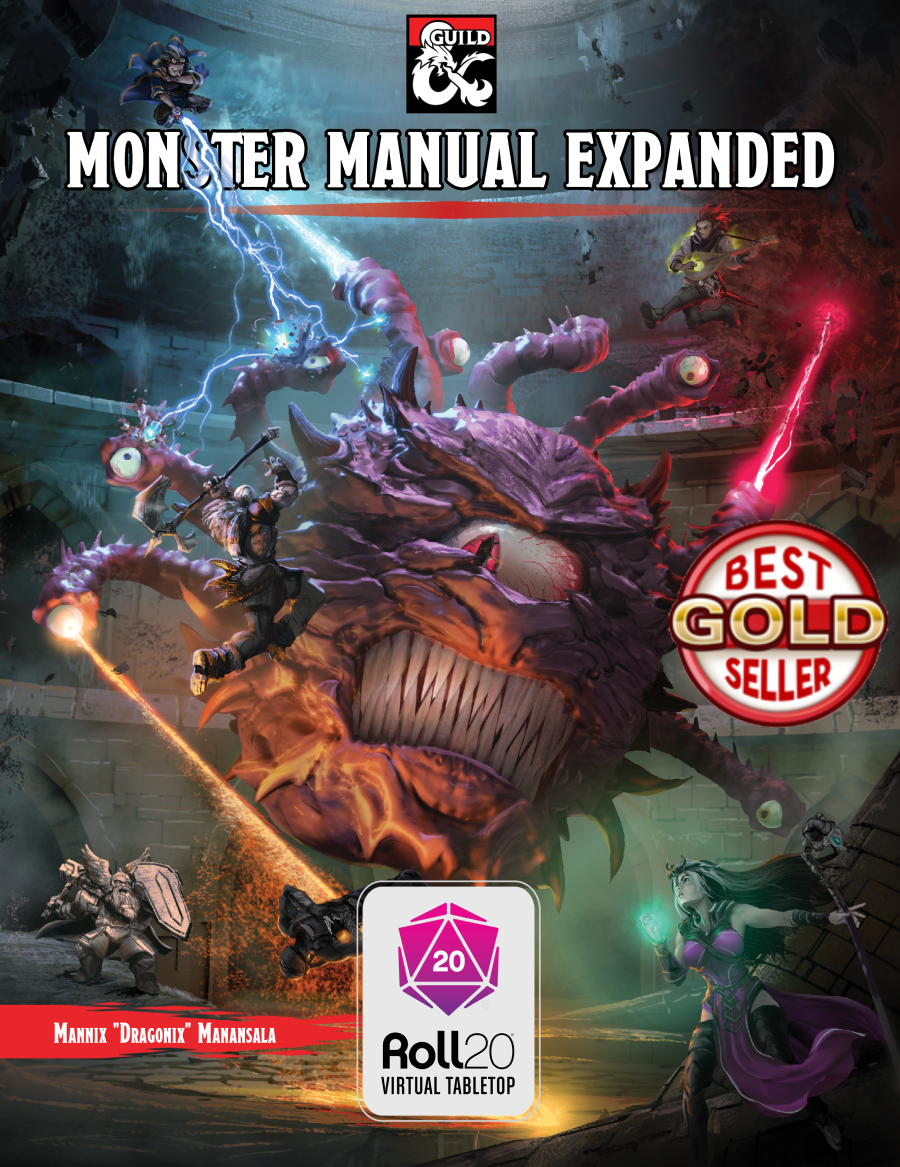 GUILD
MONSTER MANUAL EXPANDED
BEST
GOLD
SELLER
20
MANNIX "DRAGONIX" MANANSALA
Roll20
VIRTUAL TABLETOP